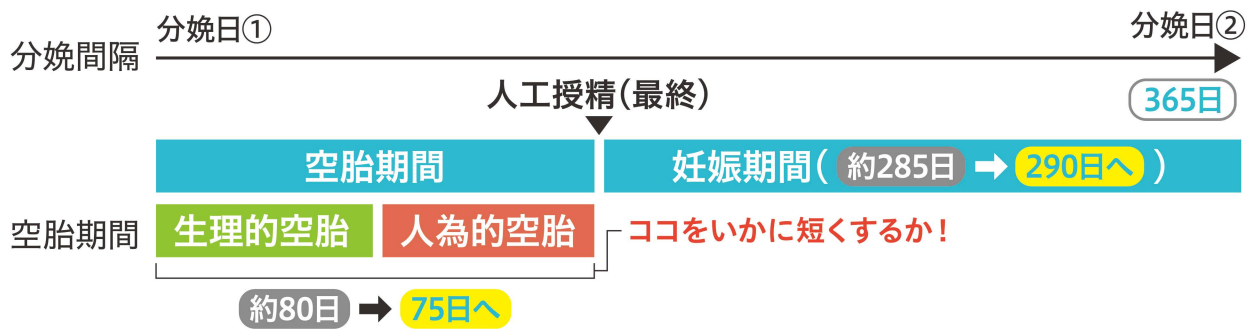 分娩日①
分娩日②
分娩間隔
365日
人工授精（最終）
空胎期間
妊娠期間（ 約285日 ➡ 290日へ ）
空胎期間
生理的空胎
人為的空胎
ココをいかに短くするか！
約80日 ➡ 75日へ